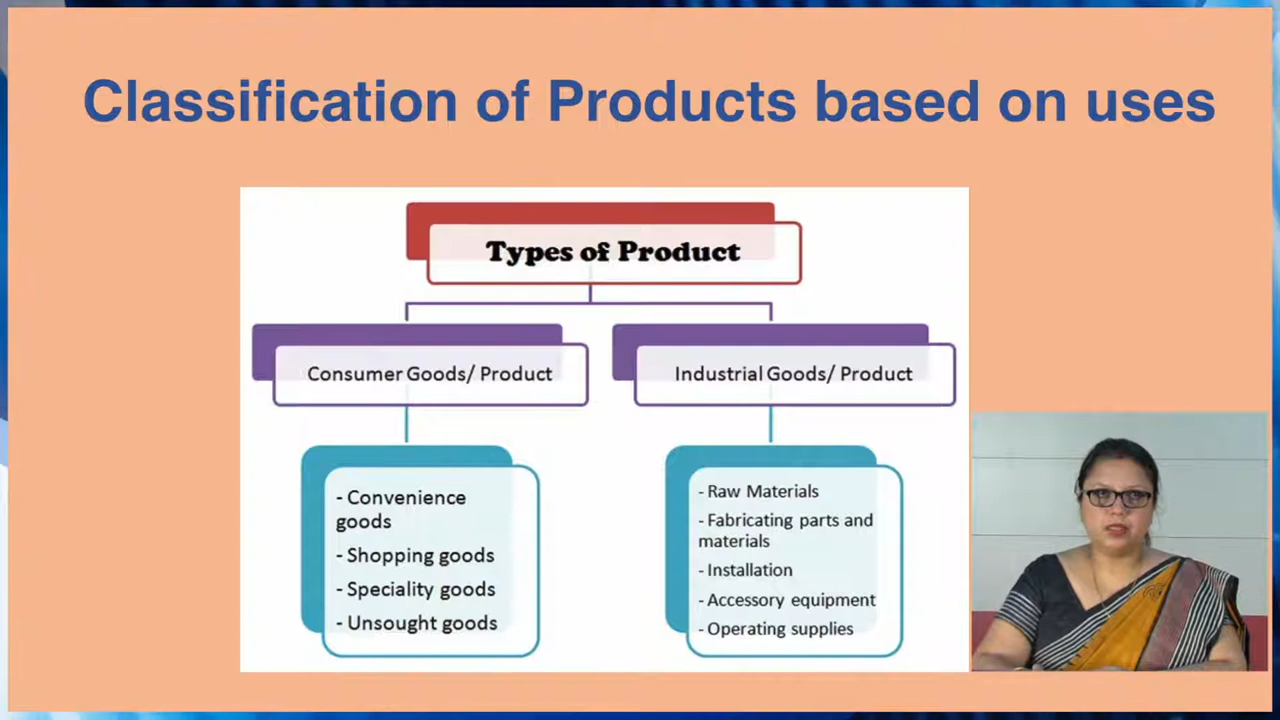 Classification of Products based on uses
Types of Product
Consumer Goods/ Product
Industrial Goods/ Product
- Convenience
goods
- Shopping goods
- Speciality goods
- Unsought goods
- Raw Materials
- Fabricating parts and
materials
- Installation
- Accessory equipment
- Operating supplies